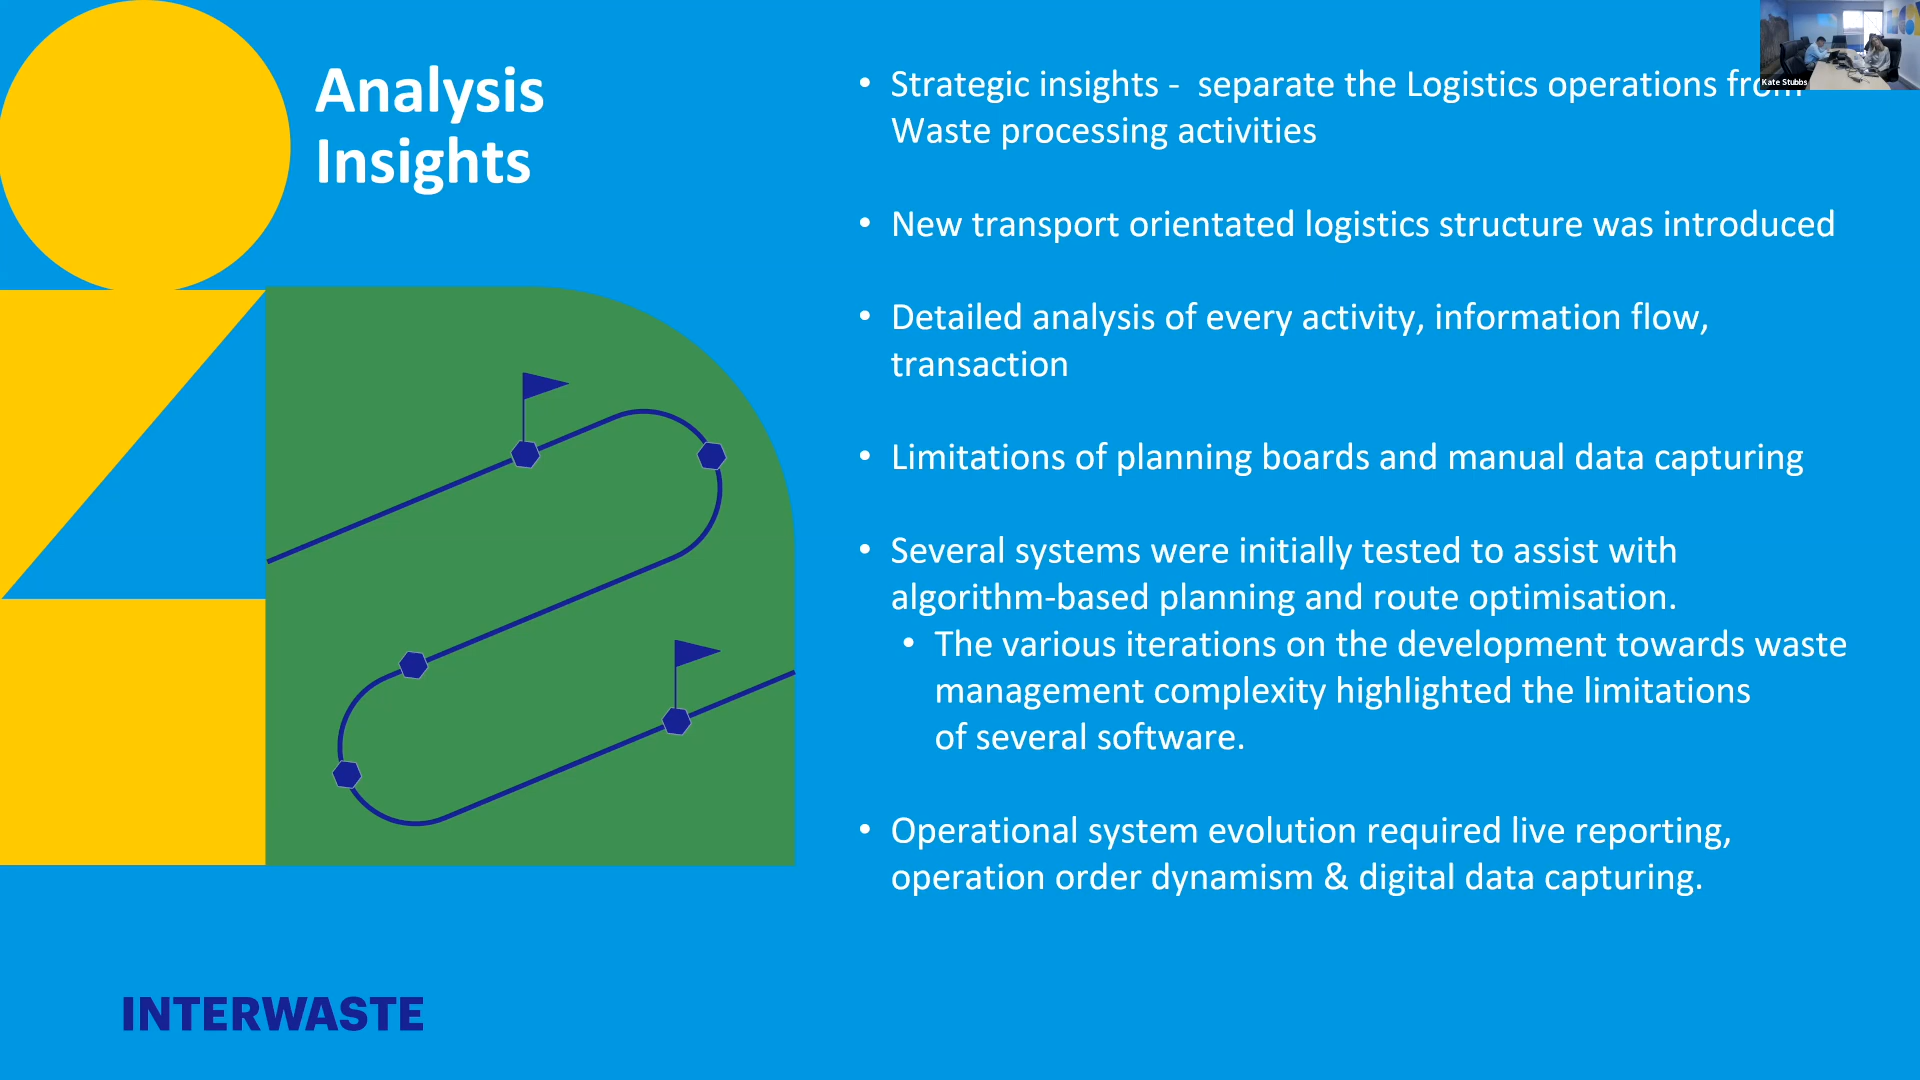 Analysis
Insights
• Strategic insights -  separate the Logistics operations from
Waste processing activities
• New transport orientated logistics structure was introduced
• Detailed analysis of every activity, information flow,
transaction
• Limitations of planning boards and manual data capturing
• Several systems were initially tested to assist with
algorithm-based planning and route optimisation.
• The various iterations on the development towards waste
management complexity highlighted the limitations
of several software.
• Operational system evolution required live reporting,
operation order dynamism & digital data capturing.
INTERWASTE
Kate Stubbs